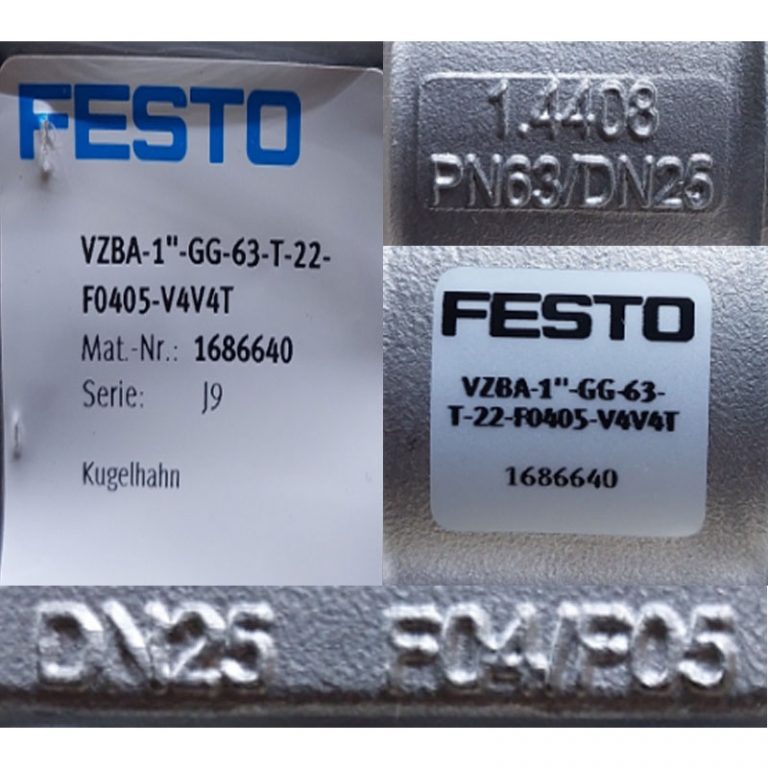 FESTO
VZBA-1"-GG-63-T-22-
F0405-V4V4T
Mat.-Nr.: 1686640
Serie: J9
Kugelhahn
1.4408
PN63/DN25
FESTO
VZBA-1"-GG-63-
T-22-F0405-V4V4T
1686640
DN25 F04/F05